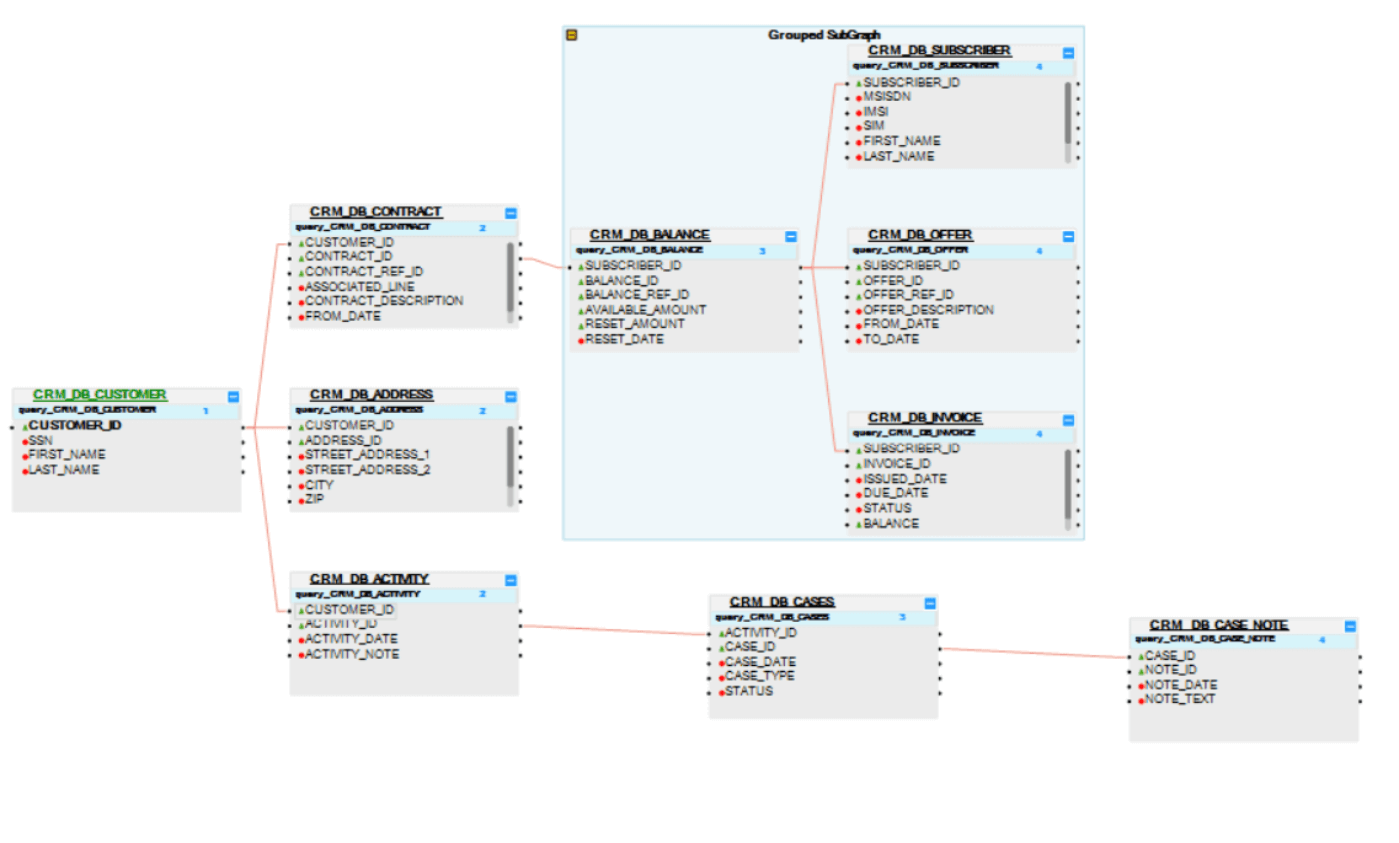 Grouped SubGraph
CRM_DB_SUBSCRIBER
query_CRM_DB_SUBSCRIBER 4
SUBSCRIBER_ID
MSISDN
IMSI
SIM
FIRST_NAME
LAST_NAME
CRM_DB_CONTRACT
query_CRM_DB_CONTRACT 2
CUSTOMER_ID
CONTRACT_ID
CONTRACT_REF_ID
ASSOCIATED_LINE
CONTRACT_DESCRIPTION
FROM_DATE
CRM_DB_BALANCE
query_CRM_DB_BALANCE 3
SUBSCRIBER_ID
BALANCE_ID
BALANCE_REF_ID
AVAILABLE_AMOUNT
RESET_AMOUNT
RESET_DATE
CRM_DB_OFFER
query_CRM_DB_OFFER 4
SUBSCRIBER_ID
OFFER_ID
OFFER_REF_ID
OFFER_DESCRIPTION
FROM_DATE
TO_DATE
CRM_DB_CUSTOMER
query_CRM_DB_CUSTOMER 1
CUSTOMER_ID
SSN
FIRST_NAME
LAST_NAME
CRM_DB_ADDRESS
query_CRM_DB_ADDRESS 2
CUSTOMER_ID
ADDRESS_ID
STREET_ADDRESS_1
STREET_ADDRESS_2
CITY
ZIP
CRM_DB_INVOICE
query_CRM_DB_INVOICE 4
SUBSCRIBER_ID
INVOICE_ID
ISSUED_DATE
DUE_DATE
STATUS
BALANCE
CRM_DB_ACTIVITY
query_CRM_DB_ACTIVITY 2
CUSTOMER_ID
ACTIVITY_ID
ACTIVITY_DATE
ACTIVITY_NOTE
CRM_DB_CASES
query_CRM_DB_CASES 3
ACTIVITY_ID
CASE_ID
CASE_DATE
CASE_TYPE
STATUS
CRM_DB_CASE_NOTE
query_CRM_DB_CASE_NOTE 4
CASE_ID
NOTE_ID
NOTE_DATE
NOTE_TEXT